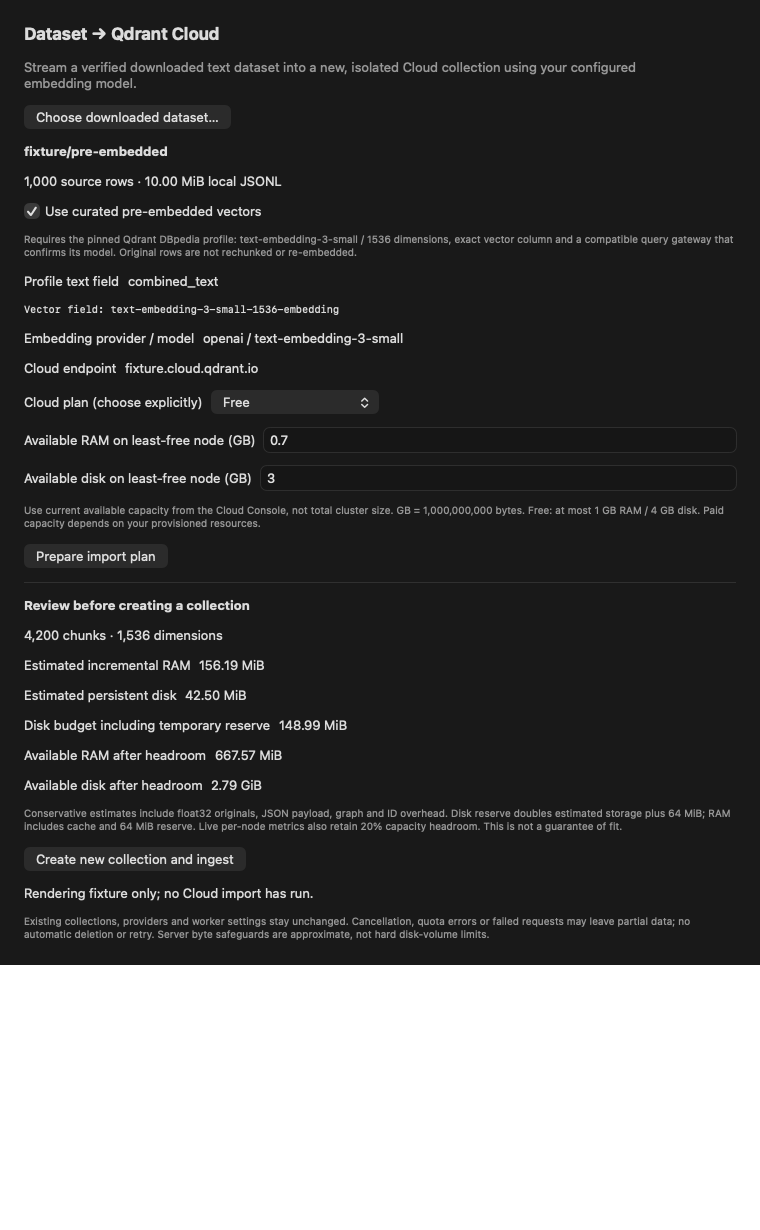 Dataset → Qdrant Cloud
Stream a verified downloaded text dataset into a new, isolated Cloud collection using your configured
embedding model.
Choose downloaded dataset...
fixture/pre-embedded
1,000 source rows · 10.00 MiB local JSONL
Use curated pre-embedded vectors
Requires the pinned Qdrant DBpedia profile: text-embedding-3-small / 1536 dimensions, exact vector column and a compatible query gateway that
confirms its model. Original rows are not rechunked or re-embedded.
Profile text field combined_text
Vector field: text-embedding-3-small-1536-embedding
Embedding provider / model openai / text-embedding-3-small
Cloud endpoint fixture.cloud.qdrant.io
Cloud plan (choose explicitly) Free
Available RAM on least-free node (GB) 0.7
Available disk on least-free node (GB) 3
Use current available capacity from the Cloud Console, not total cluster size. GB = 1,000,000,000 bytes. Free: at most 1 GB RAM / 4 GB disk. Paid
capacity depends on your provisioned resources.
Prepare import plan
Review before creating a collection
4,200 chunks · 1,536 dimensions
Estimated incremental RAM 156.19 MiB
Estimated persistent disk 42.50 MiB
Disk budget including temporary reserve 148.99 MiB
Available RAM after headroom 667.57 MiB
Available disk after headroom 2.79 GiB
Conservative estimates include float32 originals, JSON payload, graph and ID overhead. Disk reserve doubles estimated storage plus 64 MiB; RAM
includes cache and 64 MiB reserve. Live per-node metrics also retain 20% capacity headroom. This is not a guarantee of fit.
Create new collection and ingest
Rendering fixture only; no Cloud import has run.
Existing collections, providers and worker settings stay unchanged. Cancellation, quota errors or failed requests may leave partial data; no
automatic deletion or retry. Server byte safeguards are approximate, not hard disk-volume limits.